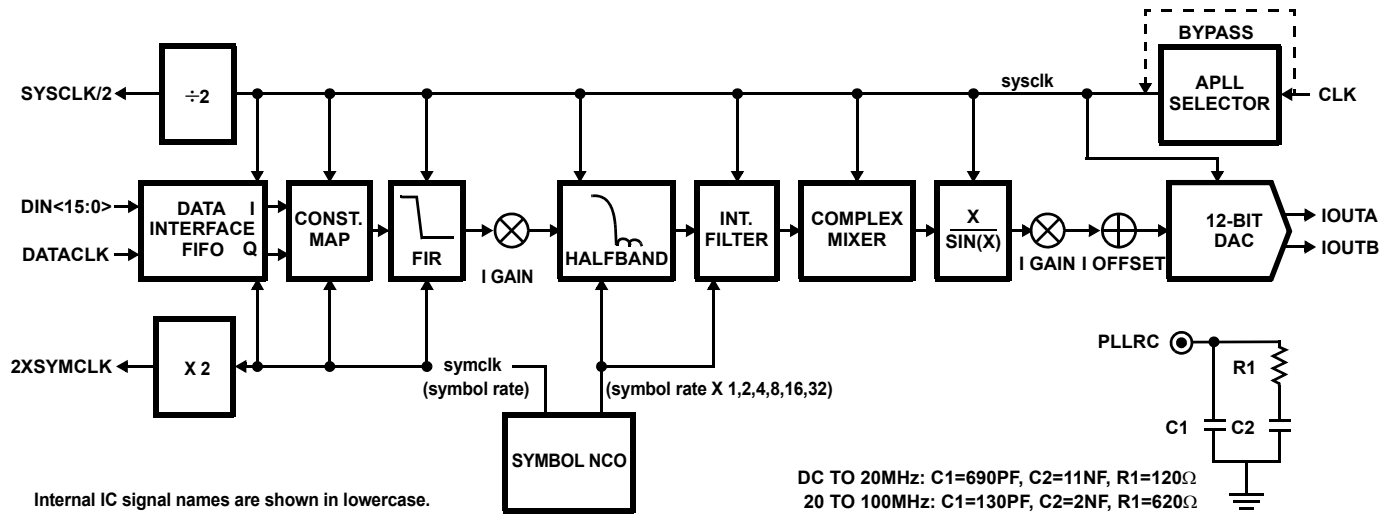 BYPASS
SYSCLK/2
÷2
sysclk
APLL
SELECTOR
CLK
DIN<15:0>
DATACLK
DATA
INTERFACE
FIFO
I
Q
CONST.
MAP
FIR
I GAIN
HALFBAND
INT.
FILTER
COMPLEX
MIXER
X
SIN(X)
I GAIN
I OFFSET
12-BIT
DAC
IOUTA
IOUTB
2XSYMCLK
X 2
symclk
(symbol rate)
(symbol rate X 1,2,4,8,16,32)
SYMBOL NCO
PLLRC
R1
C1
C2
Internal IC signal names are shown in lowercase.
DC TO 20MHz: C1=690PF, C2=11NF, R1=120Ω
20 TO 100MHz: C1=130PF, C2=2NF, R1=620Ω